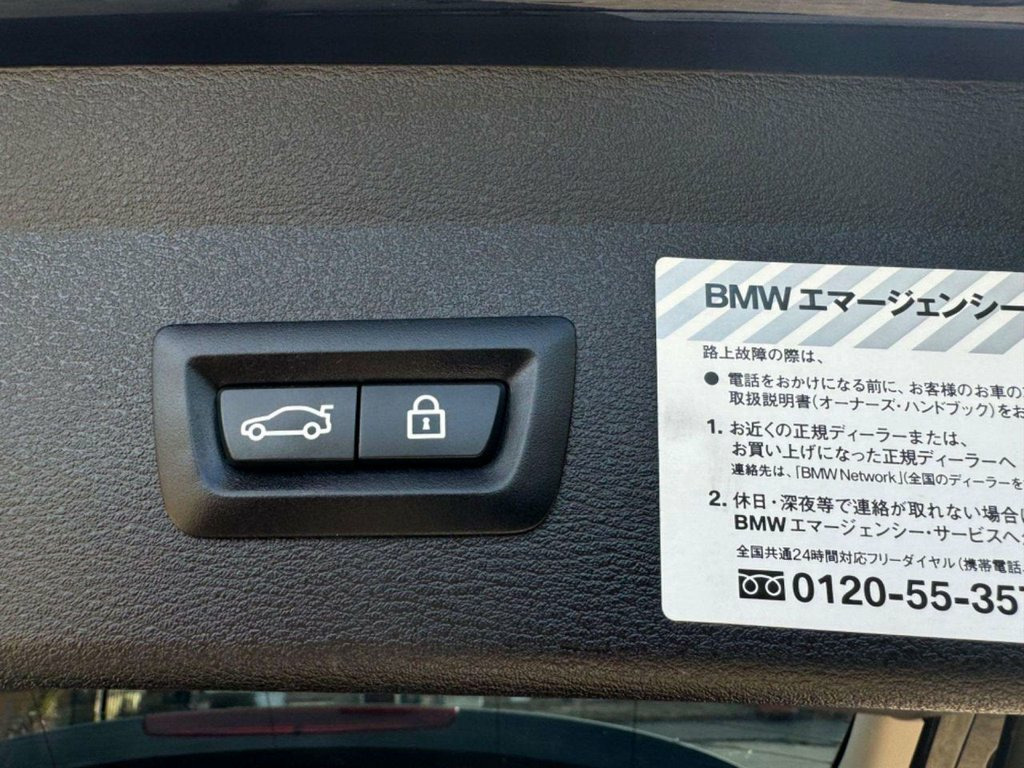 BMW エマージェンシー
路上故障の際は、
● 電話をおかけになる前に、お客様のお車の
取扱説明書(オーナーズ・ハンドブック)をお
1. お近くの正規ディーラーまたは、
お買い上げになった正規ディーラーへ
連絡先は、「BMW Network」(全国のディーラーを
2. 休日・深夜等で連絡が取れない場合
BMW エマージェンシー・サービスへ
全国共通24時間対応フリーダイヤル(携帯電話
0120-55-35